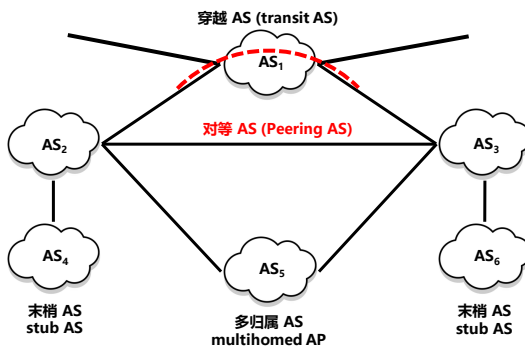 穿越 AS (transit AS)
AS1
对等 AS (Peering AS)
AS2
AS3
AS4
AS5
AS6
末梢 AS
stub AS
多归属 AS
multihomed AP
末梢 AS
stub AS